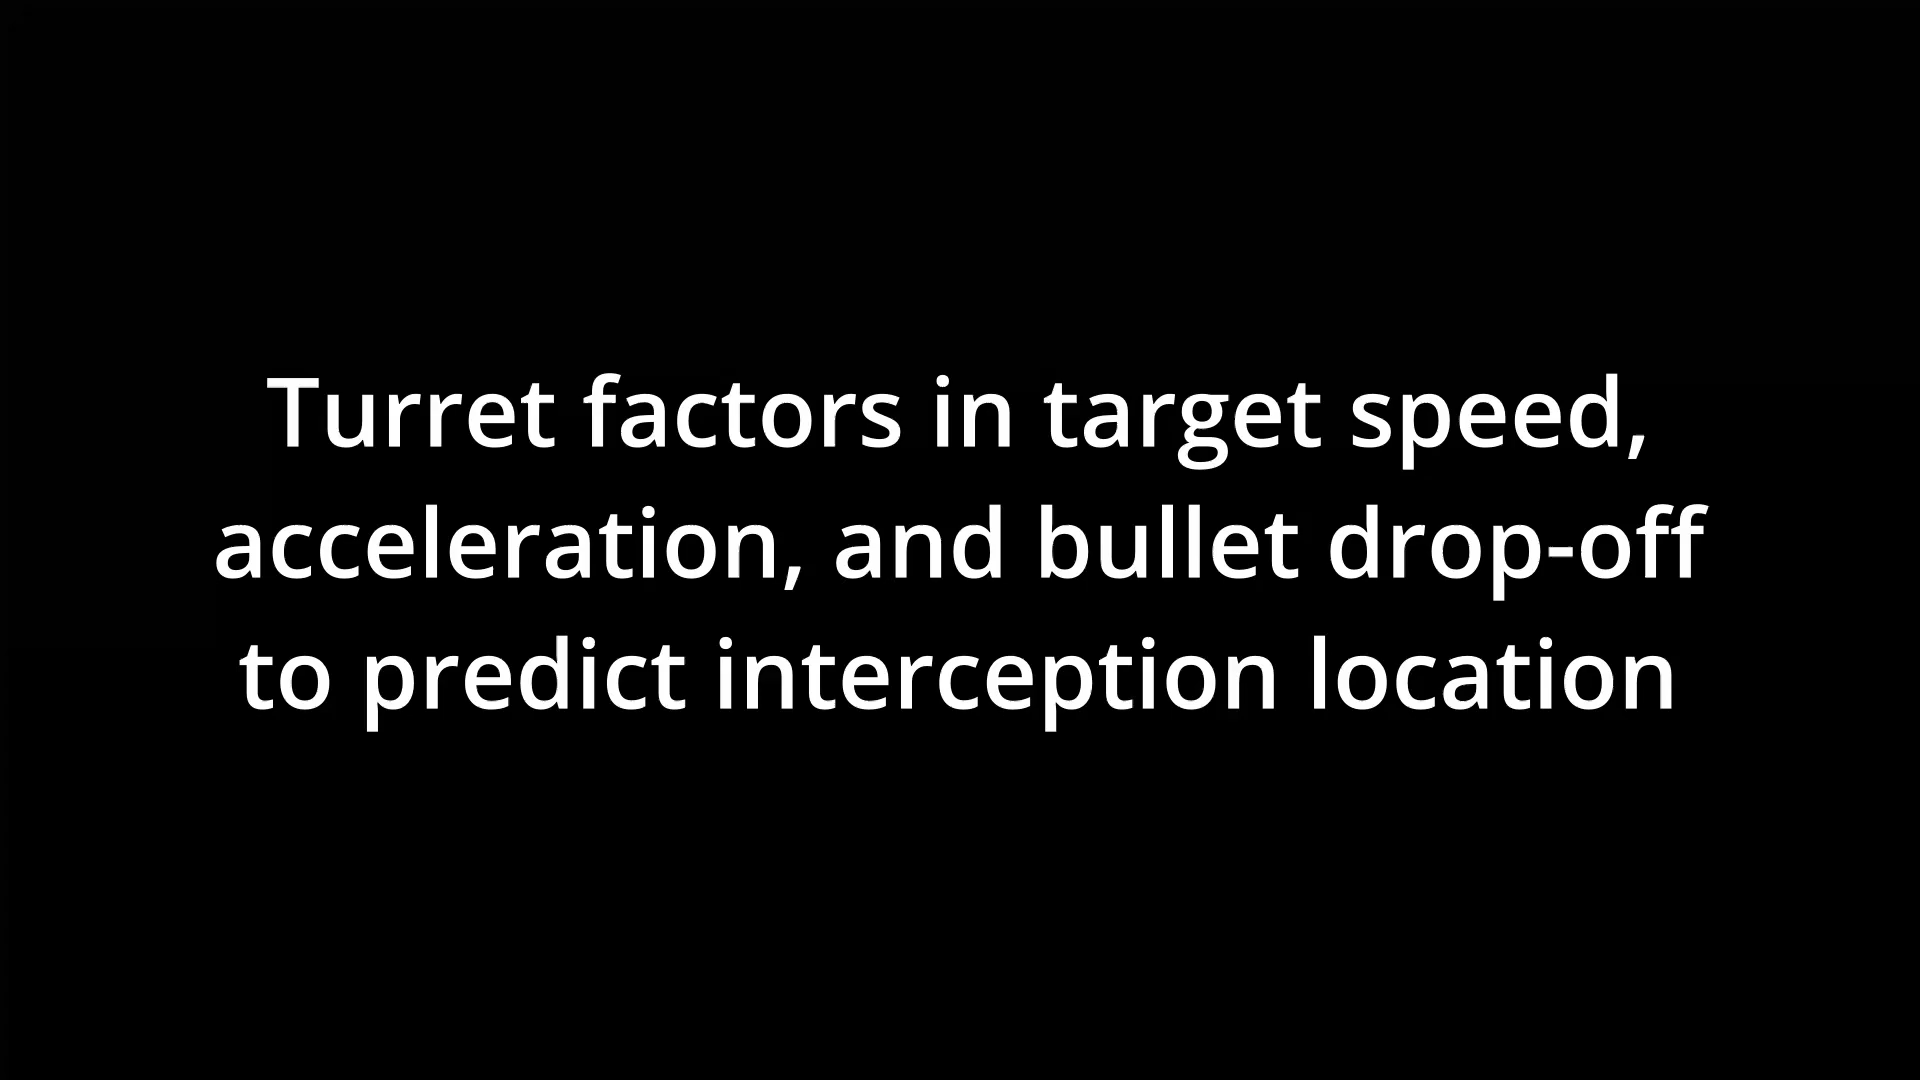 Turret factors in target speed,
acceleration, and bullet drop-off
to predict interception location